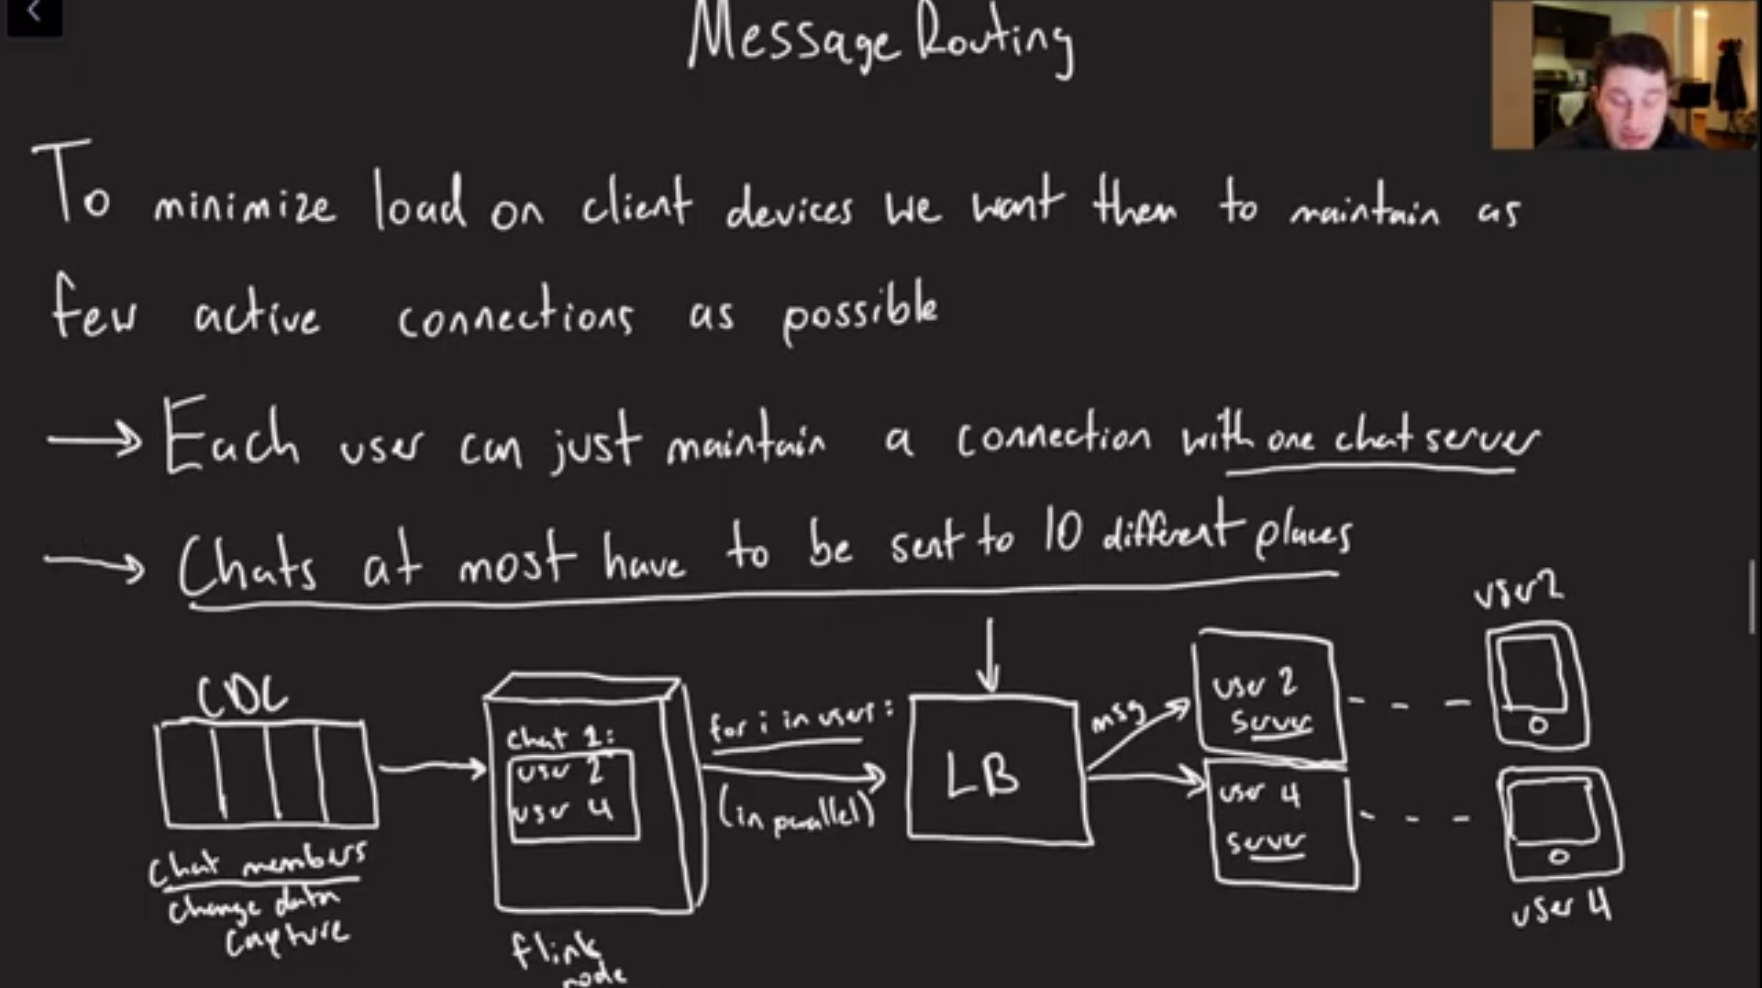 Message Routing
To minimize load on client devices we want them to maintain as
few active connections as possible
→ Each user can just maintain a connection with one chat server
→ Chats at most have to be sent to 10 different places
CDC
chat members
change data
capture
chat 1:
user 2
user 4
flink
node
for i in users:
(in parallel)
LB
msg
user 2
server
user 4
server
user 2
user 4